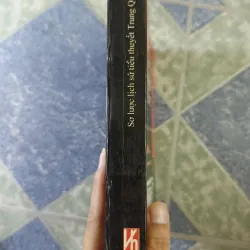 Sơ lược lịch sử tiểu thuyết Trung Q